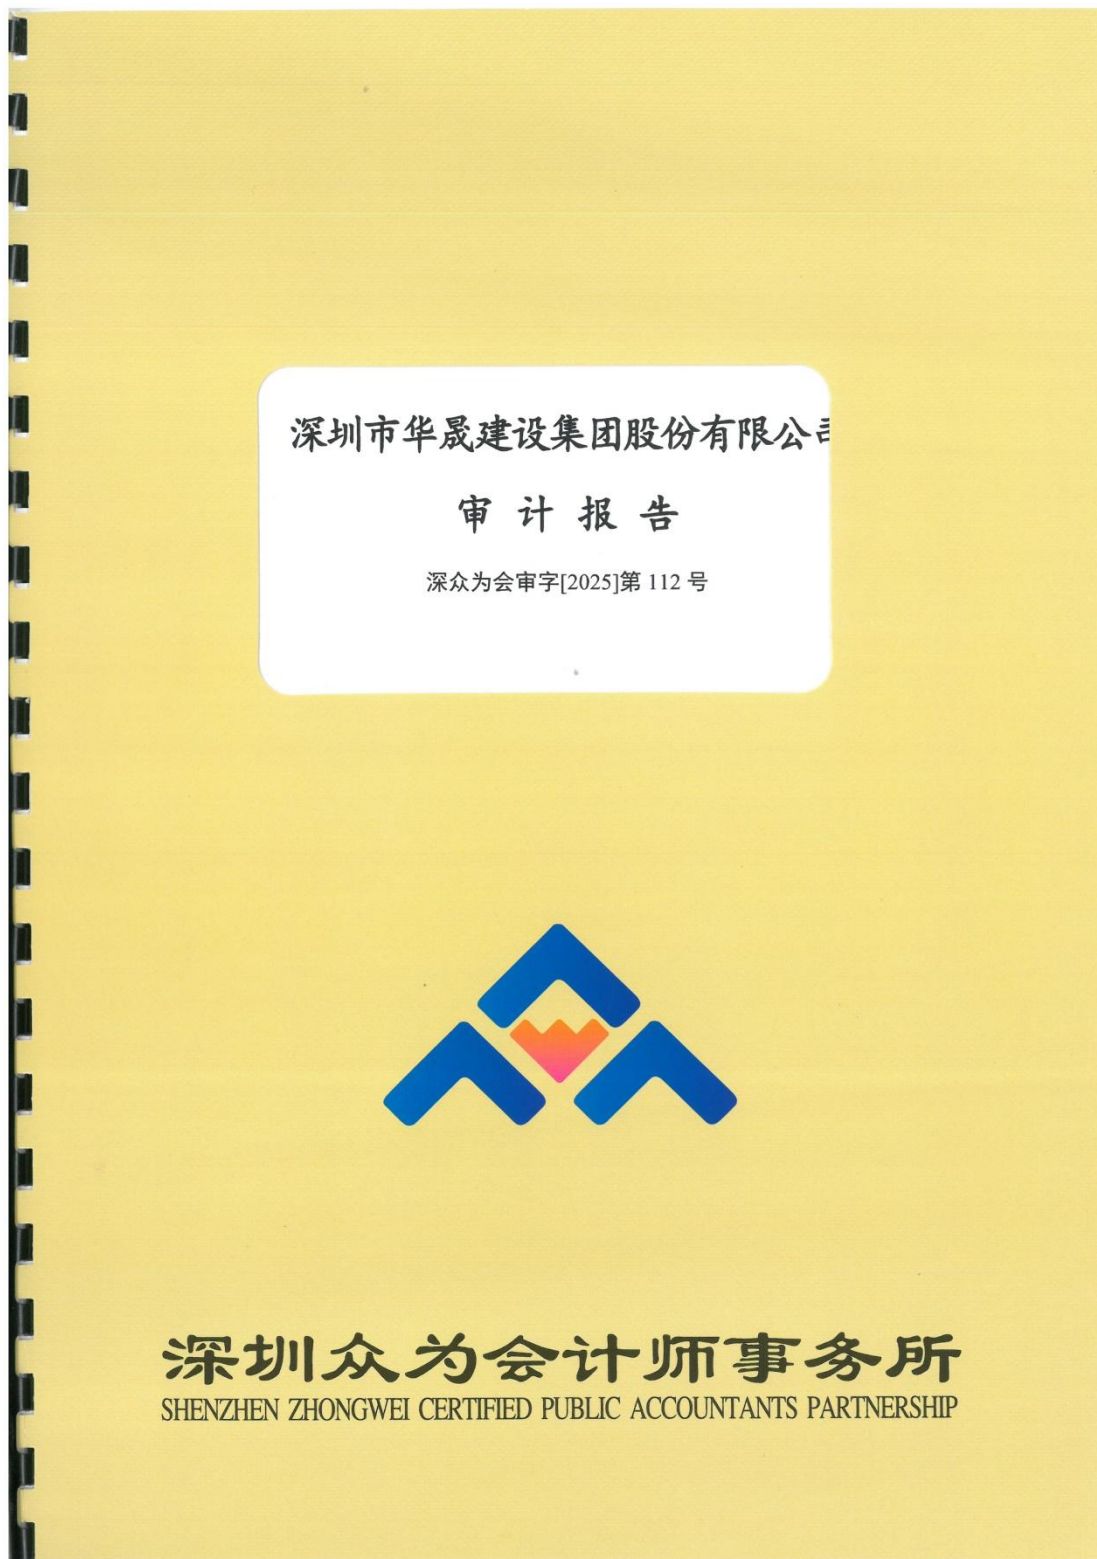 深圳市华晟建设集团股份有限公司
审计报告
深众为会审字[2025]第 112 号
深圳众为会计师事务所
SHENZHEN ZHONGWEI CERTIFIED PUBLIC ACCOUNTANTS PARTNERSHIP